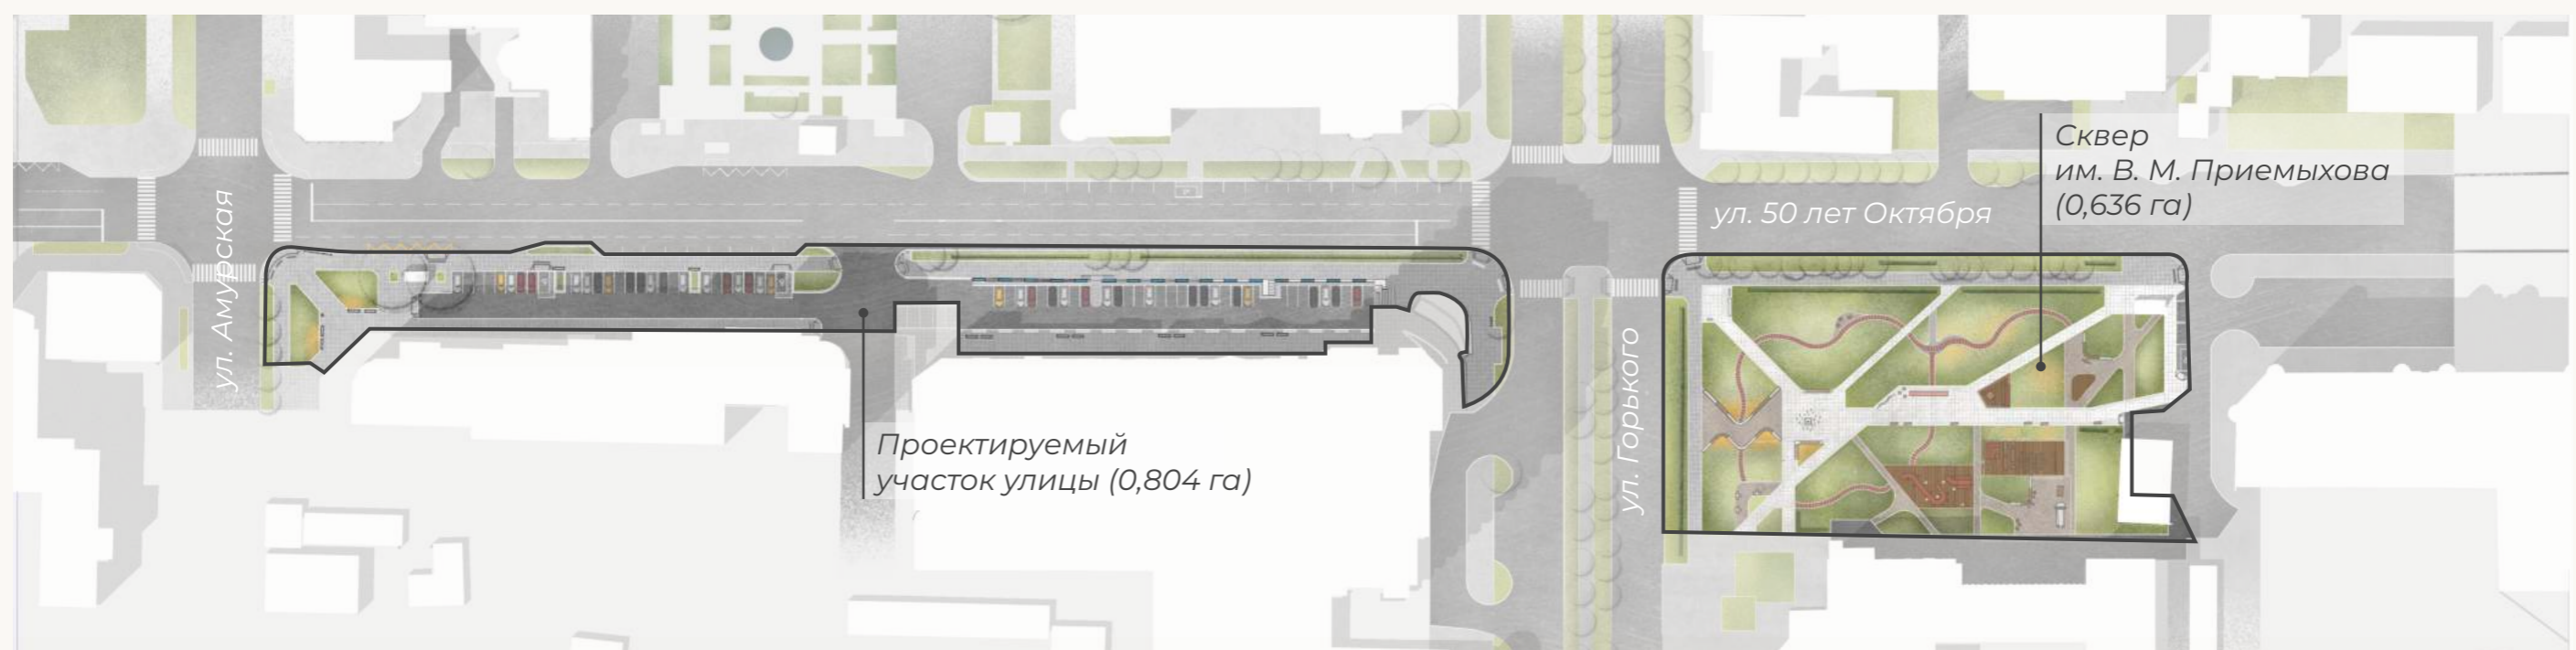 Сквер
им. В. М. Приемыхова
(0,636 га)
ул. 50 лет Октября
ул. Амурская
ул. Горького
Проектируемый
участок улицы (0,804 га)